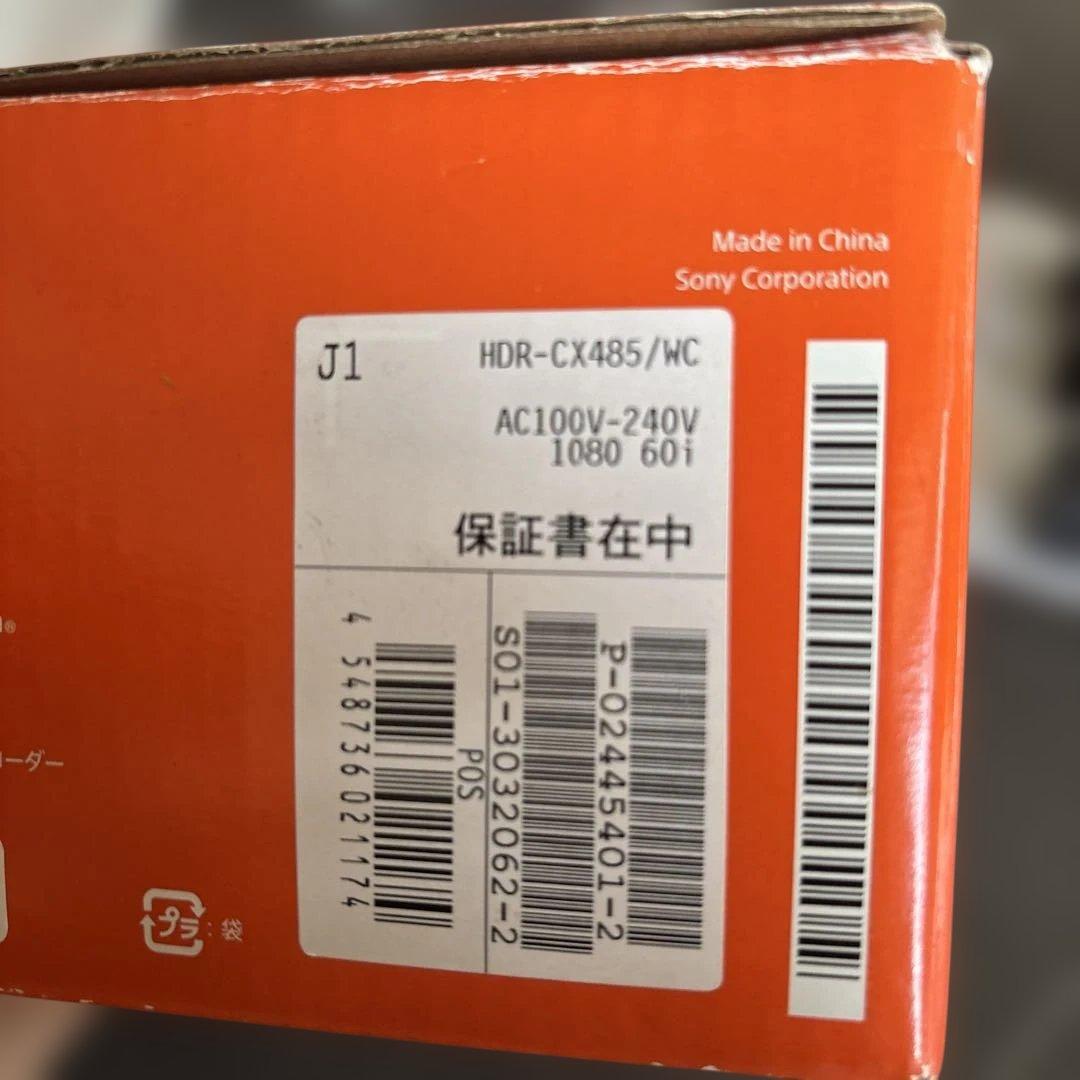 Made in China
Sony Corporation
J1
HDR-CX485/WC
AC100V-240V
1080 60i
保証書在中
4 548736 021174
POS
S01-3032062-2
P-02445401-2
ーダー
プラ : 袋